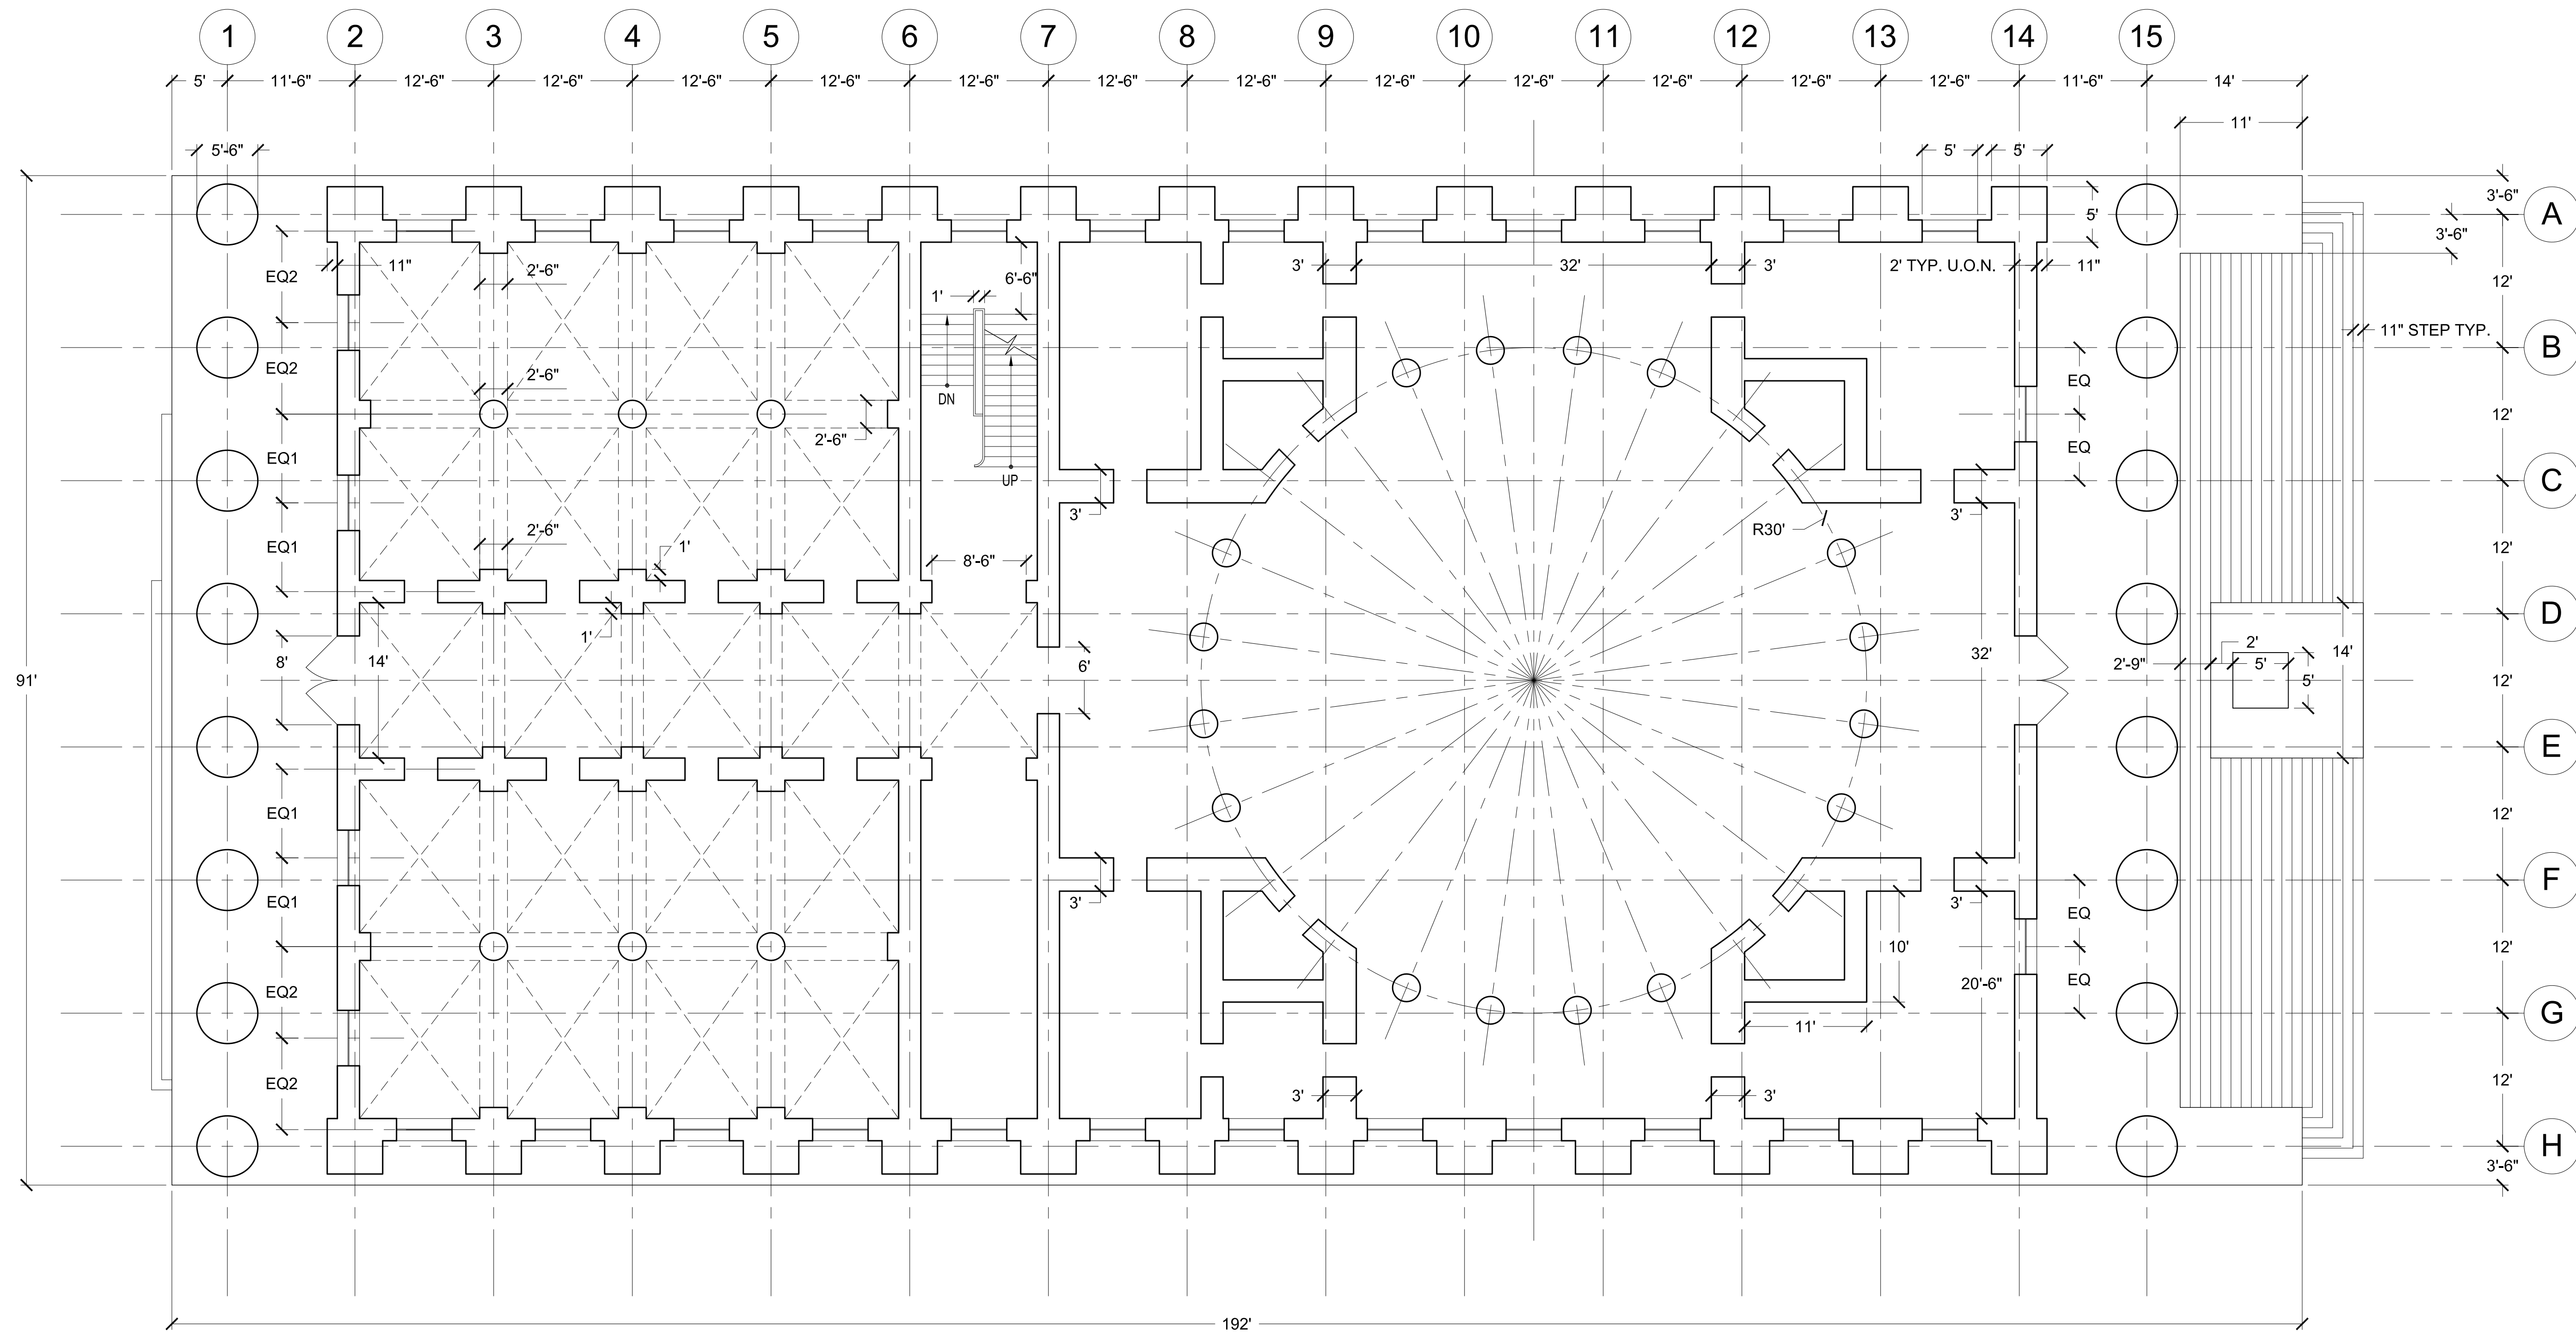 1 2 3 4 5 6 7 8 9 10 11 12 13 14 15
5' 11'-6" 12'-6" 12'-6" 12'-6" 12'-6" 12'-6" 12'-6" 12'-6" 12'-6" 12'-6" 12'-6" 12'-6" 12'-6" 11'-6" 14'
11'
5'-6" 5' 5'
3'-6"
A
5'
3'-6"
11" 2'-6" 6'-6" 3' 32' 3' 2' TYP. U.O.N. 11"
EQ2
12'
1'
11" STEP TYP.
B
EQ2 2'-6" EQ
DN
12'
2'-6"
EQ1 EQ
UP
C
3' 3'
R30'
2'-6"
EQ1 1' 12'
8'-6"
D
1'
2'
8' 14' 6' 32' 2'-9" 5' 14'
91' 5' 12'
E
EQ1 12'
F
EQ1 3' 3' EQ
10' 12'
EQ2 20'-6" EQ
G
11'
EQ2 12'
3' 3'
H
3'-6"
192'